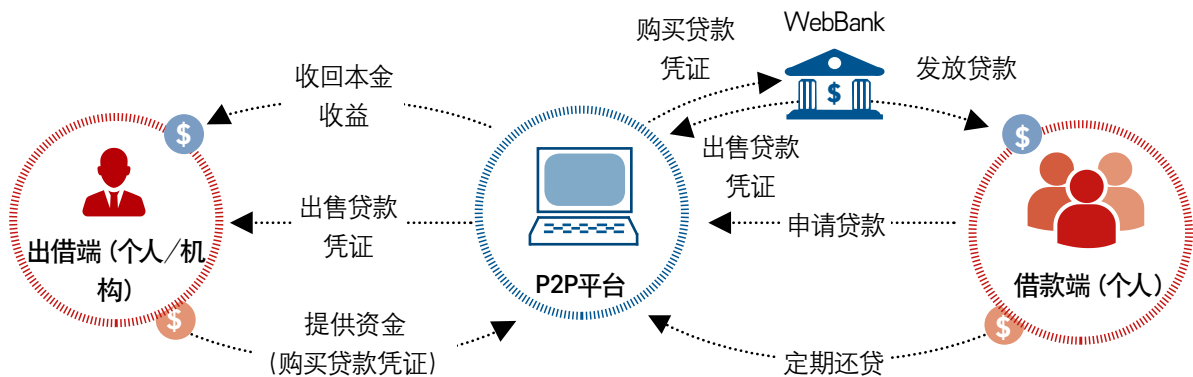 WebBank
购买贷款
凭证
发放贷款
收回本金
收益
$
$
$
出售贷款
凭证
出售贷款
凭证
申请贷款
出借端（个人/机
构）
P2P平台
借款端（个人）
$
$
提供资金
（购买贷款凭证）
定期还贷